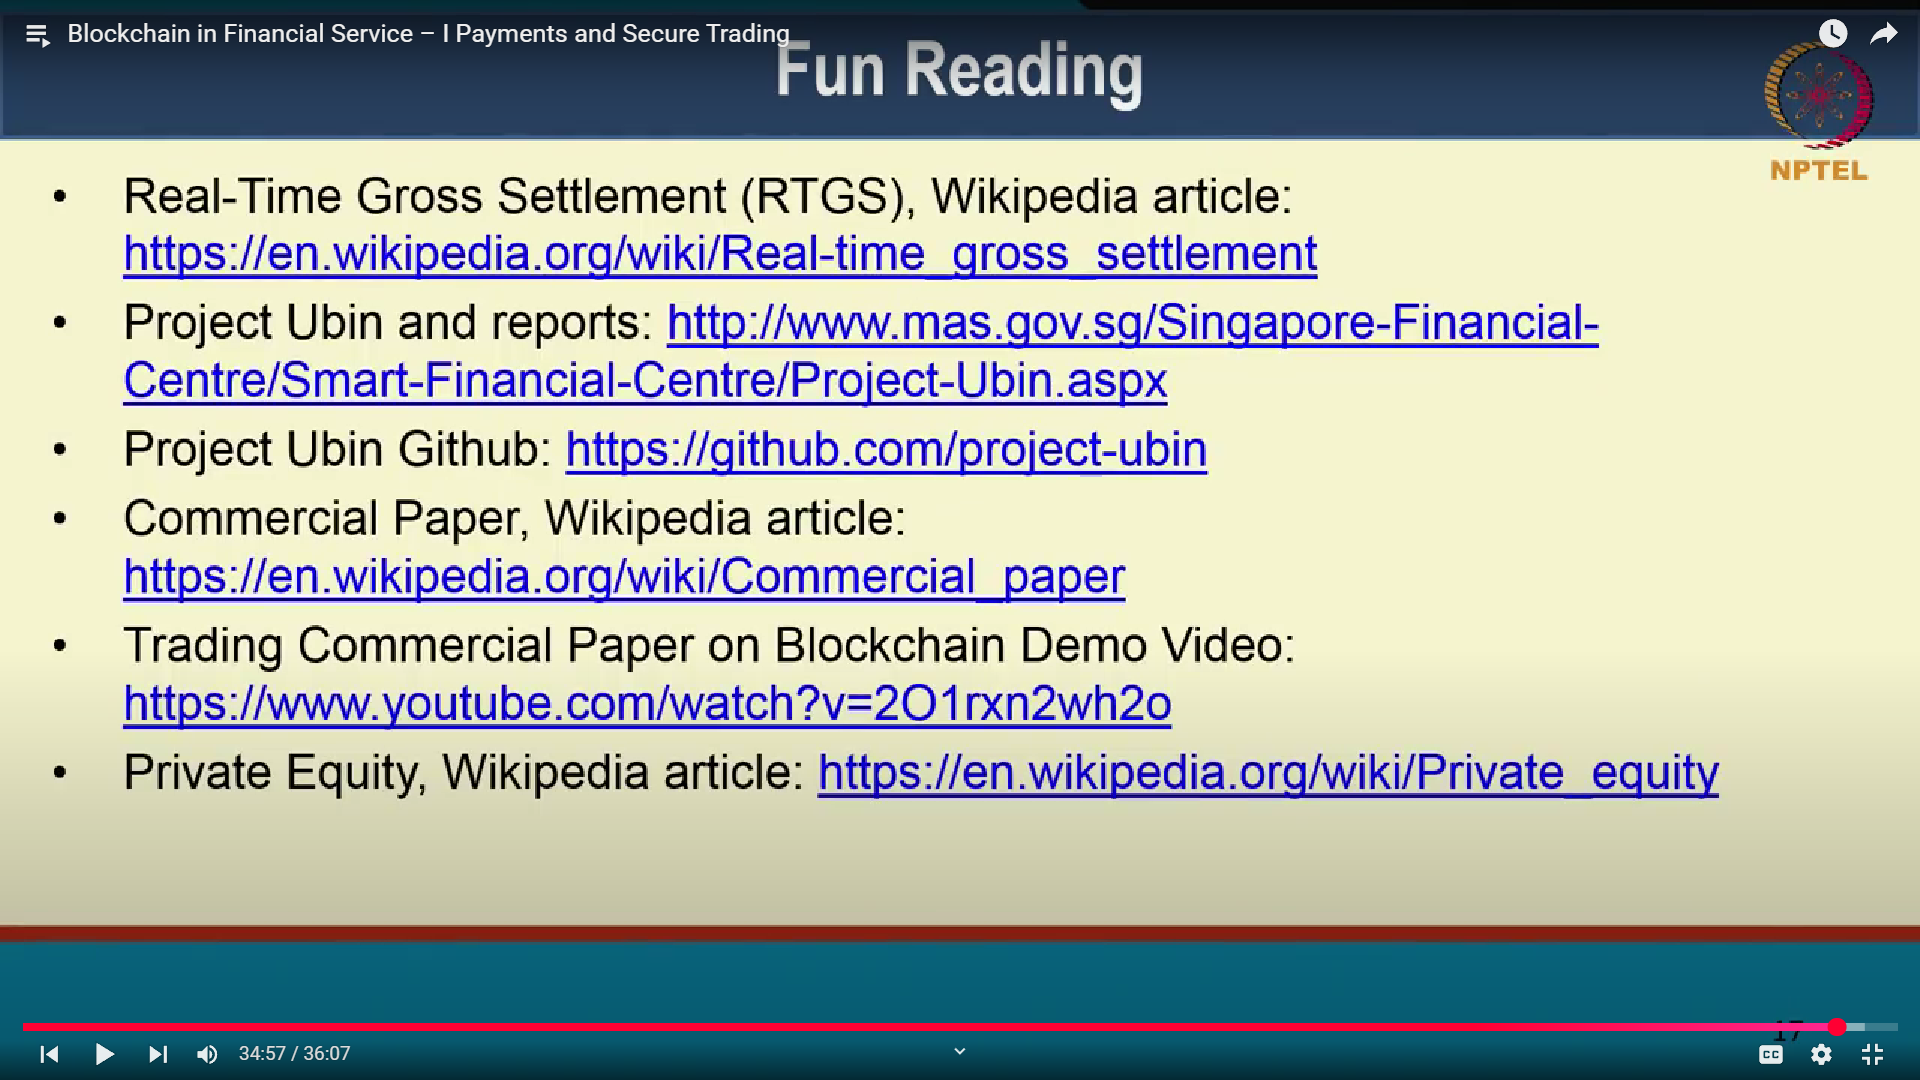 Blockchain in Financial Service – I Payments and Secure Trading
Fun Reading
NPTEL
• Real-Time Gross Settlement (RTGS), Wikipedia article:
https://en.wikipedia.org/wiki/Real-time_gross_settlement
• Project Ubin and reports: http://www.mas.gov.sg/Singapore-Financial-
Centre/Smart-Financial-Centre/Project-Ubin.aspx
• Project Ubin Github: https://github.com/project-ubin
• Commercial Paper, Wikipedia article:
https://en.wikipedia.org/wiki/Commercial_paper
• Trading Commercial Paper on Blockchain Demo Video:
https://www.youtube.com/watch?v=2O1rxn2wh2o
• Private Equity, Wikipedia article: https://en.wikipedia.org/wiki/Private_equity
17
34:57 / 36:07
CC